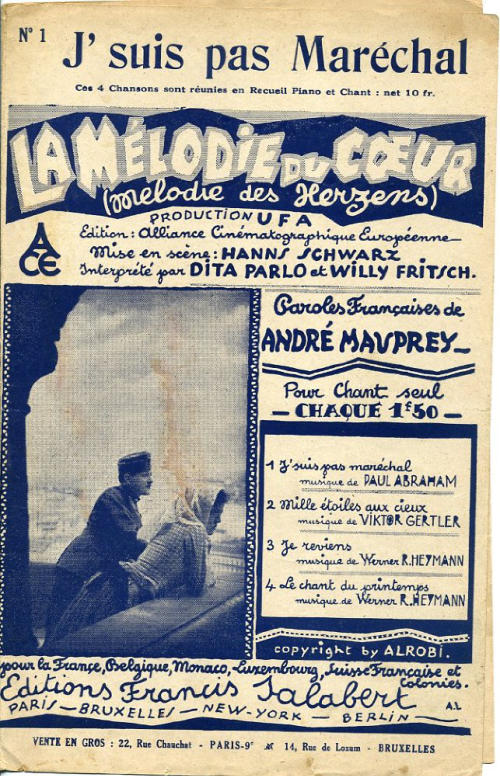 N° 1
J' suis pas Maréchal
Ces 4 Chansons sont réunies en Recueil Piano et Chant : net 10 fr.
LA MÉLODIE DU CŒUR
(Melodie des Herzens)
PRODUCTION UFA
Edition: Alliance Cinématographique Européenne
Mise en scène: HANNS SCHWARZ
Interprété par DITA PARLO et WILLY FRITSCH.
ACE
Paroles Françaises de
ANDRÉ MAUPREY
Pour Chant seul
— CHAQUE 1f50 —
1 J'suis pas maréchal
musique de PAUL ABRAHAM
2 Mille étoiles aux cieux
musique de VIKTOR GERTLER
3 Je reviens
musique de Werner R. HEYMANN
4 Le chant du printemps
musique de Werner R. HEYMANN
copyright by ALROBI.
pour la France, Belgique, Monaco, Luxembourg, Suisse Française et Colonies.
Editions Francis Salabert
PARIS — BRUXELLES — NEW-YORK — BERLIN —
A.L
VENTE EN GROS : 22, Rue Chauchat - PARIS-9e 14, Rue de Loxum - BRUXELLES